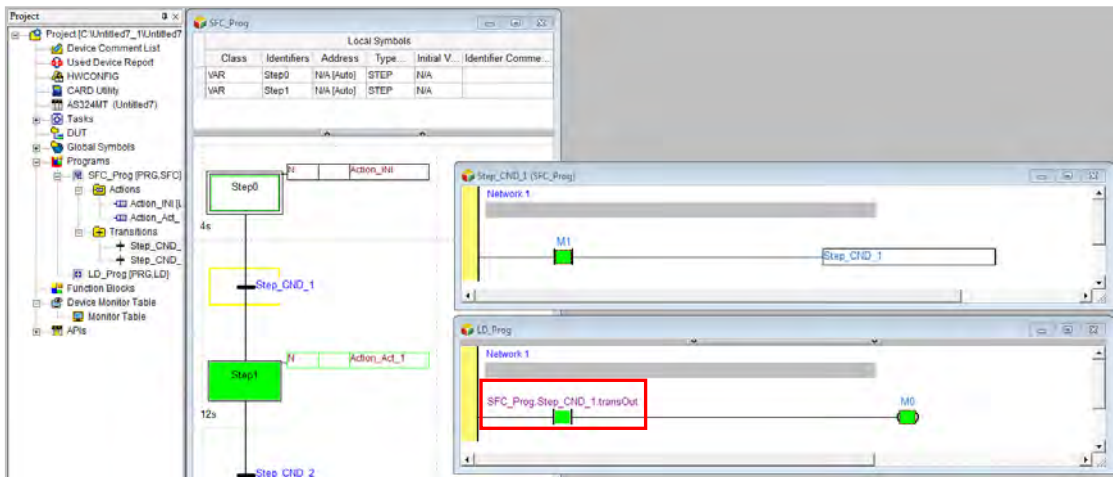 Project
Project [C:\Untitled7_1\Untitled7
Device Comment List
Used Device Report
HWCONFIG
CARD Utility
AS324MT (Untitled7)
Tasks
DUT
Global Symbols
Programs
SFC_Prog [PRG,SFC]
Actions
Action_INI [L
Action_Act_
Transitions
Step_CND_
Step_CND_
LD_Prog [PRG,LD]
Function Blocks
Device Monitor Table
Monitor Table
APIs
SFC_Prog
Local Symbols
Class Identifiers Address Type... Initial V... Identifier Comme...
VAR Step0 N/A [Auto] STEP N/A
VAR Step1 N/A [Auto] STEP N/A
Step0
N Action_INI
4s
Step_CND_1
Step1
N Action_Act_1
12s
Step_CND_2
Step_CND_1 (SFC_Prog)
Network 1
M1
Step_CND_1
LD_Prog
Network 1
SFC_Prog.Step_CND_1.transOut
M0